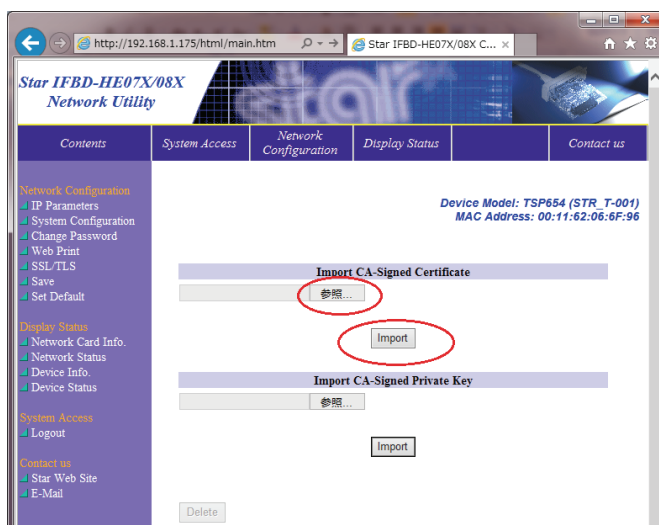 http://192.168.1.175/html/main.htm
Star IFBD-HE07X/08X C...
Star IFBD-HE07X/08X
Network Utility
star
Contents
System Access
Network
Configuration
Display Status
Contact us
Network Configuration
IP Parameters
System Configuration
Change Password
Web Print
SSL/TLS
Save
Set Default
Display Status
Network Card Info.
Network Status
Device Info.
Device Status
System Access
Logout
Contact us
Star Web Site
E-Mail
Device Model: TSP654 (STR_T-001)
MAC Address: 00:11:62:06:6F:96
Import CA-Signed Certificate
参照...
Import
Import CA-Signed Private Key
参照...
Import
Delete